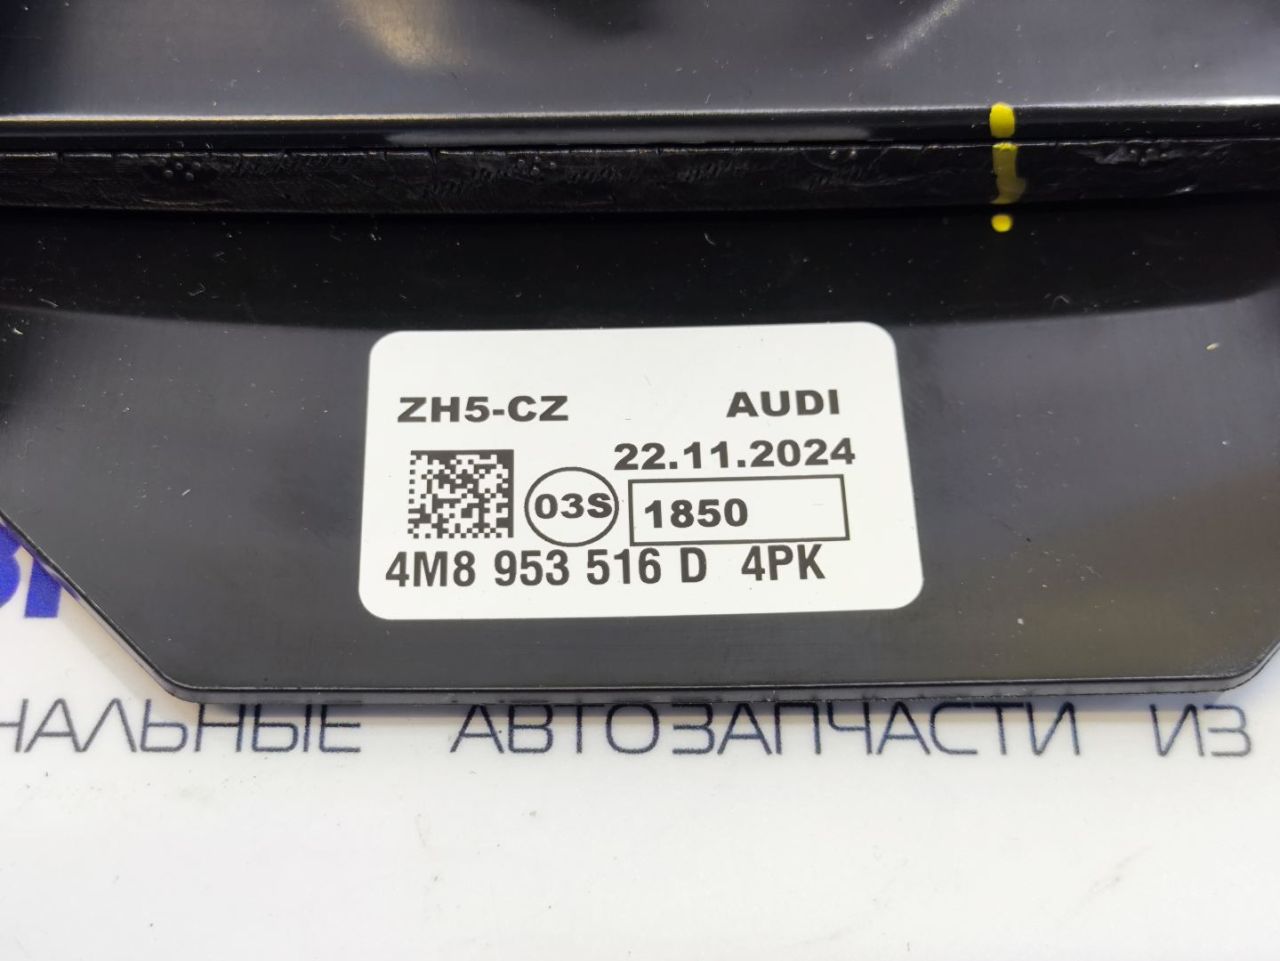 ZH5-CZ AUDI
22.11.2024
03S 1850
4M8 953 516 D 4PK
НАЛЬНЫЕ АВТОЗАПЧАСТИ ИЗ